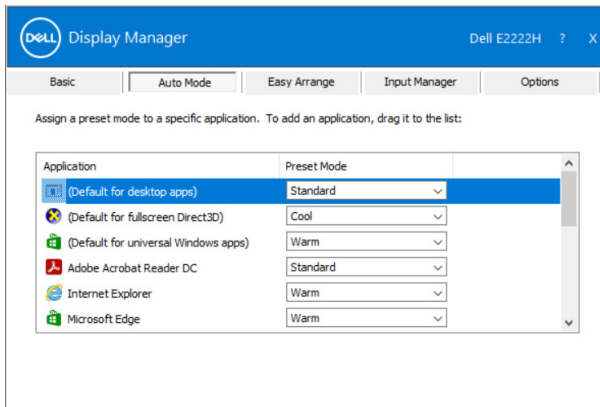 DELL Display Manager Dell E2222H ? X
Basic Auto Mode Easy Arrange Input Manager Options
Assign a preset mode to a specific application. To add an application, drag it to the list:
Application Preset Mode
(Default for desktop apps) Standard
(Default for fullscreen Direct3D) Cool
(Default for universal Windows apps) Warm
Adobe Acrobat Reader DC Standard
Internet Explorer Warm
Microsoft Edge Warm